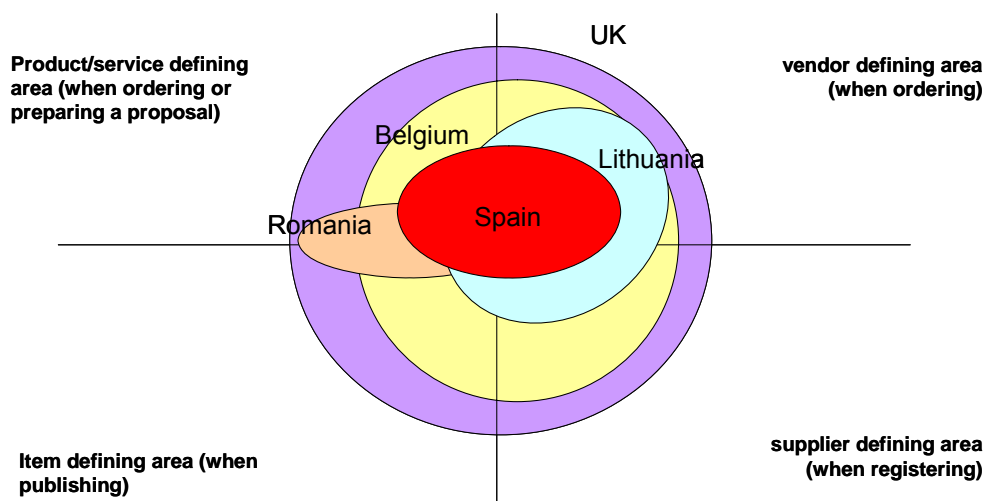 UK
Product/service defining
area (when ordering or
preparing a proposal)
vendor defining area
(when ordering)
Belgium
Lithuania
Romania
Spain
Item defining area (when
publishing)
supplier defining area
(when registering)